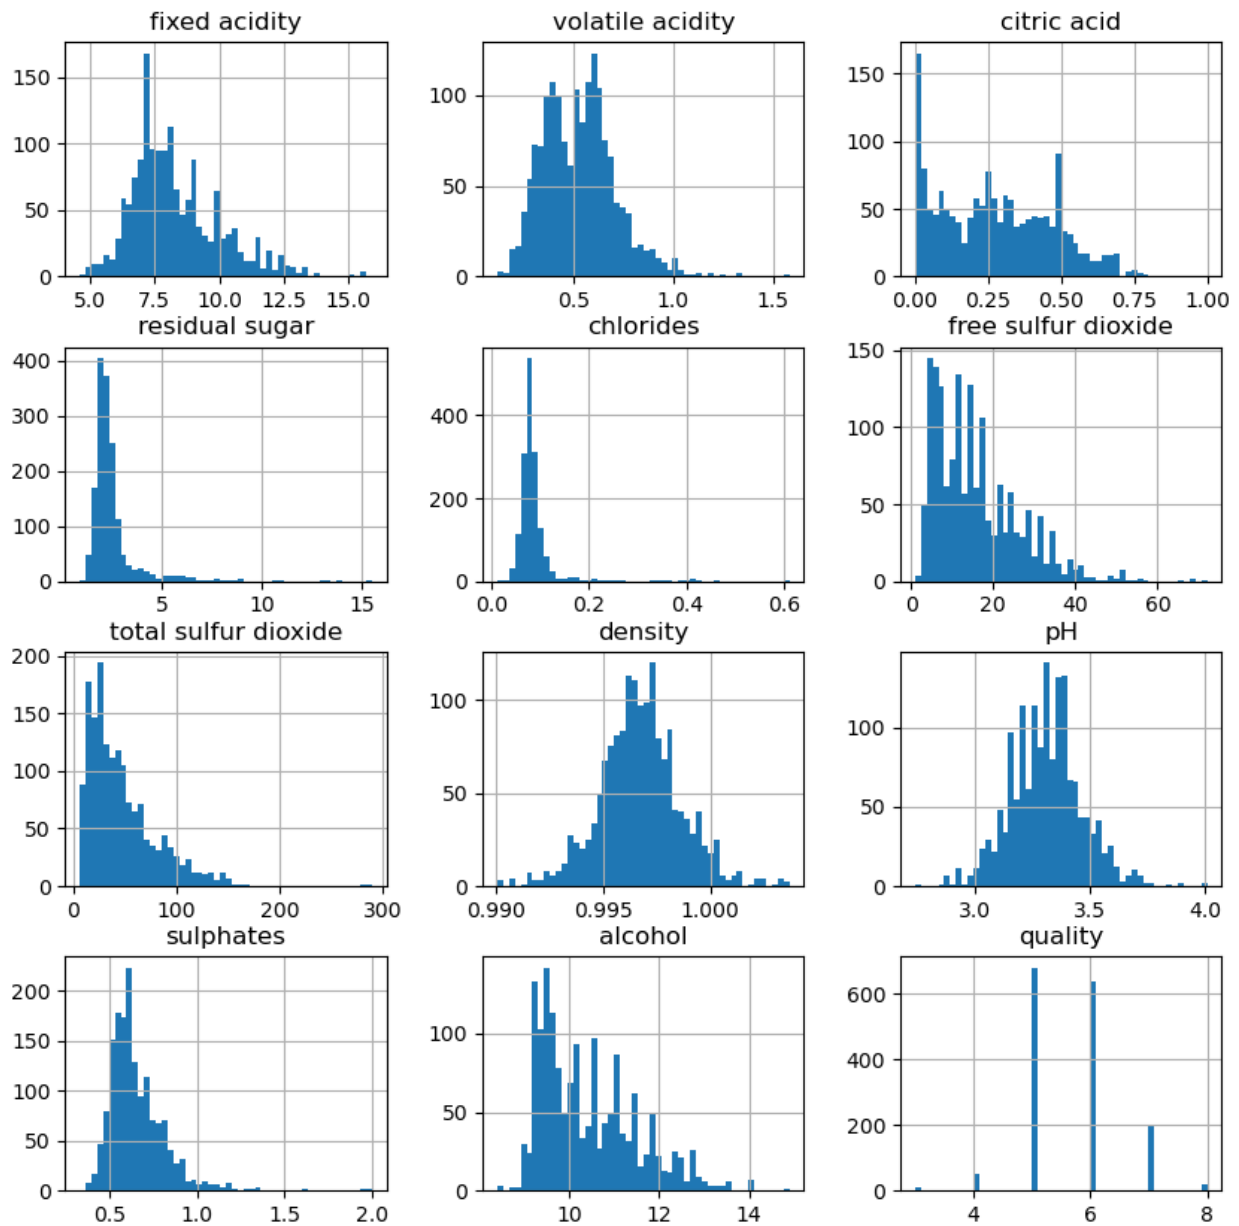 fixed acidity
150
100
50
0
5.0 7.5 10.0 12.5 15.0
volatile acidity
100
50
0
0.5 1.0 1.5
citric acid
150
100
50
0
0.00 0.25 0.50 0.75 1.00
residual sugar
400
300
200
100
0
5 10 15
chlorides
400
200
0
0.0 0.2 0.4 0.6
free sulfur dioxide
150
100
50
0
0 20 40 60
total sulfur dioxide
200
150
100
50
0
0 100 200 300
density
100
50
0
0.990 0.995 1.000
pH
100
50
0
3.0 3.5 4.0
sulphates
200
150
100
50
0
0.5 1.0 1.5 2.0
alcohol
100
50
0
10 12 14
quality
600
400
200
0
4 6 8